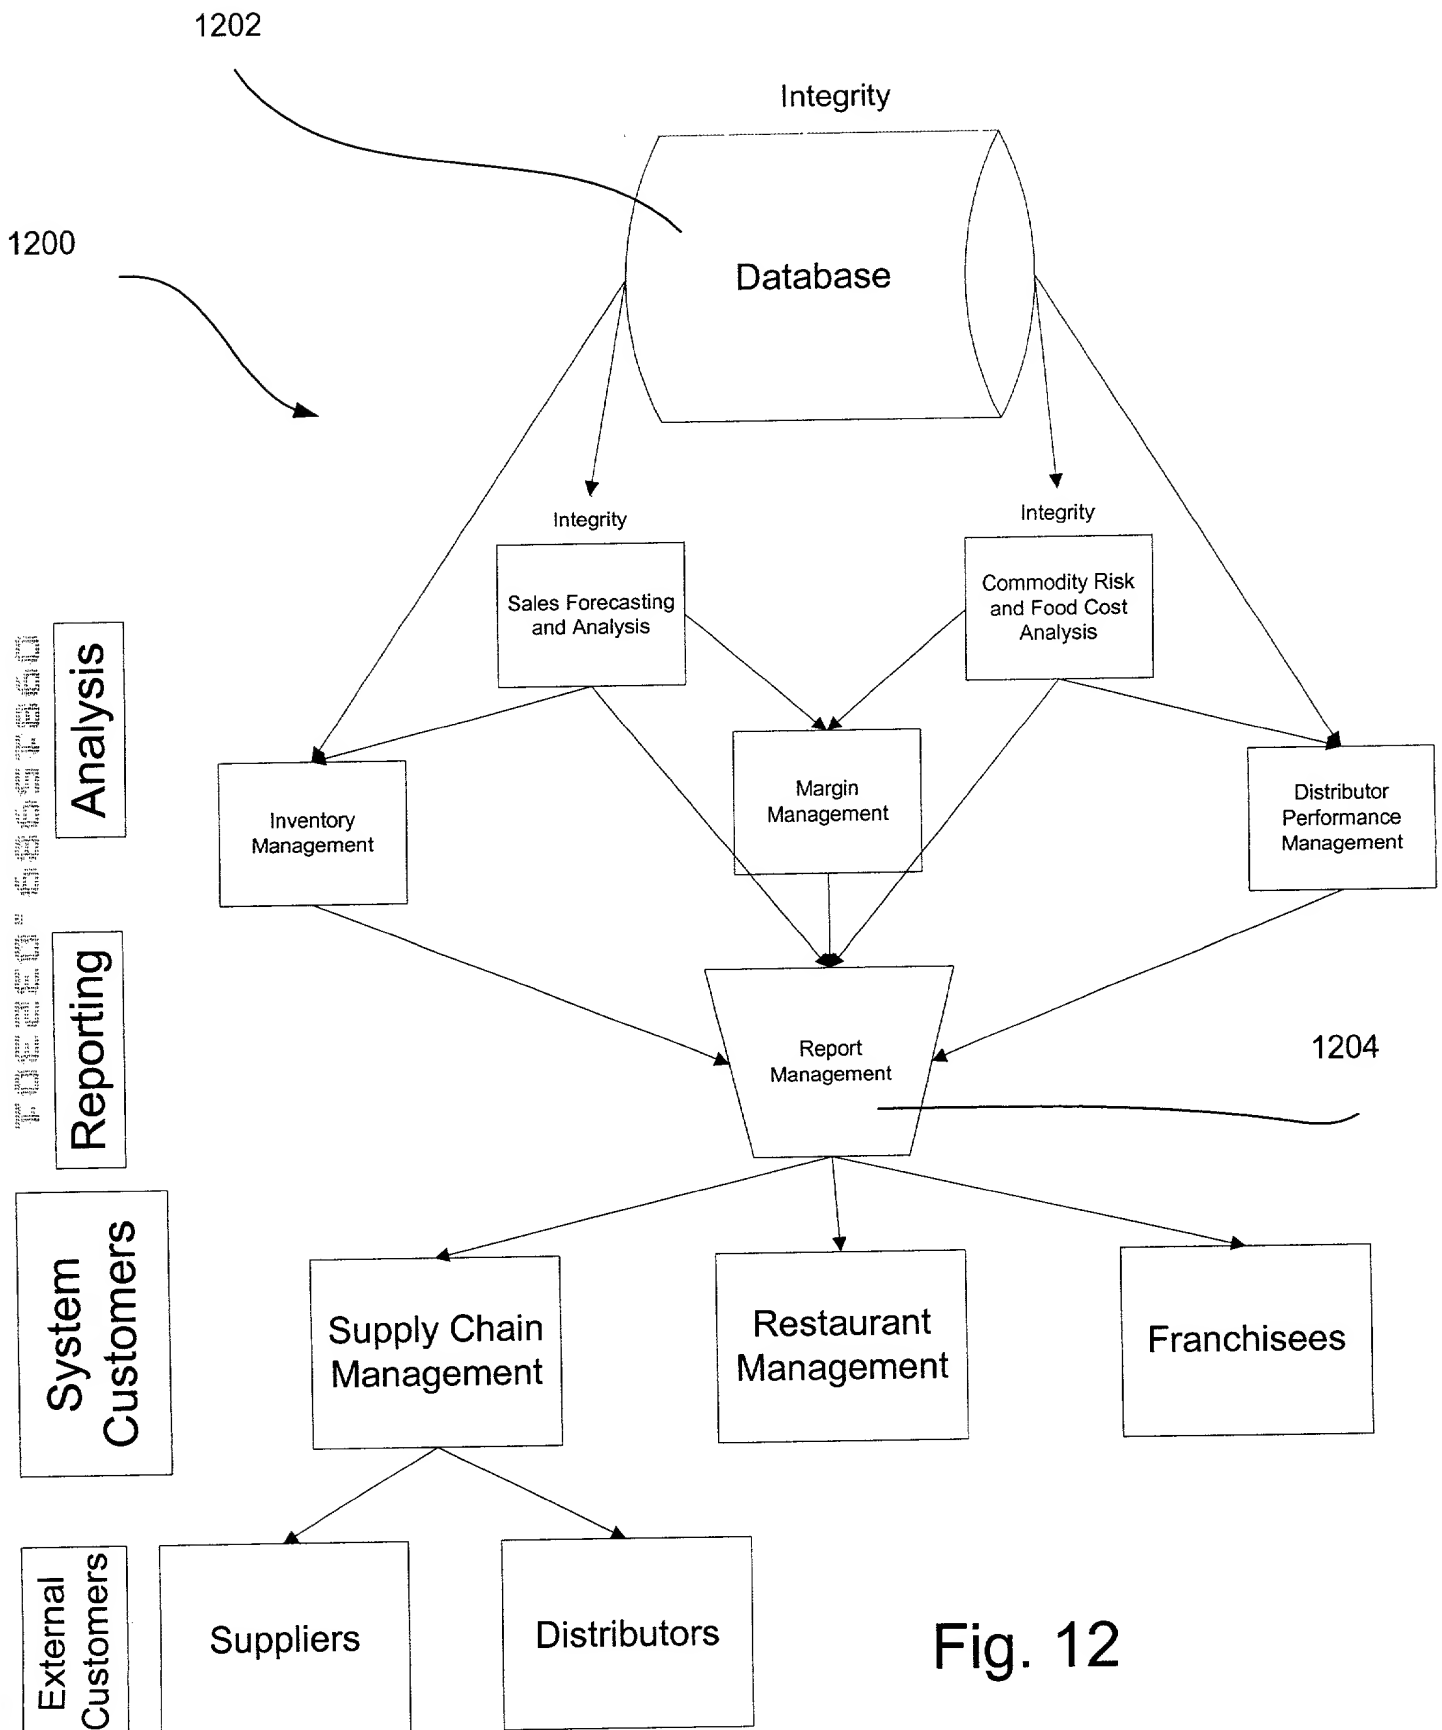 1202
Integrity
1200
Database
Integrity
Integrity
Sales Forecasting
and Analysis
Commodity Risk
and Food Cost
Analysis
Analysis
Inventory
Management
Margin
Management
Distributor
Performance
Management
Reporting
Report
Management
1204
System
Customers
Supply Chain
Management
Restaurant
Management
Franchisees
External
Customers
Suppliers
Distributors
Fig. 12